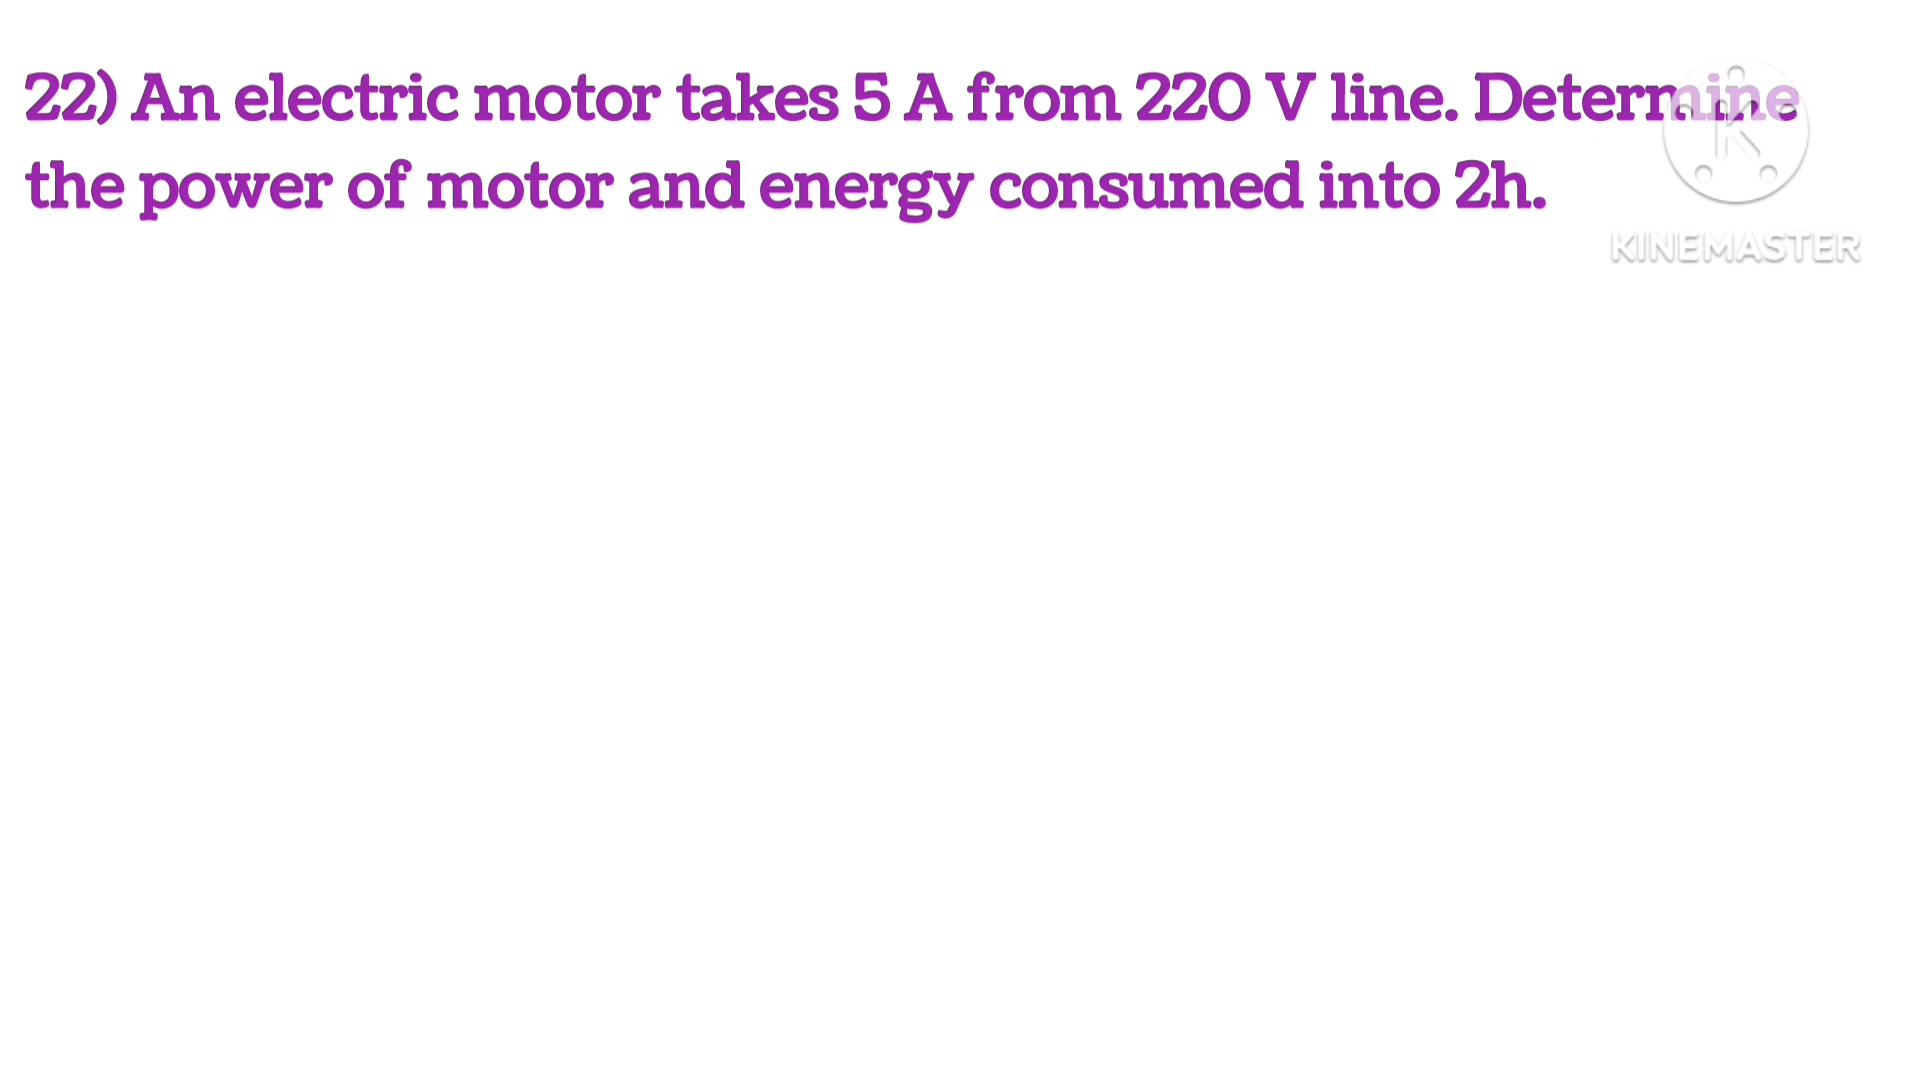 22) An electric motor takes 5 A from 220 V line. Determine
the power of motor and energy consumed into 2h.
K
KINEMASTER